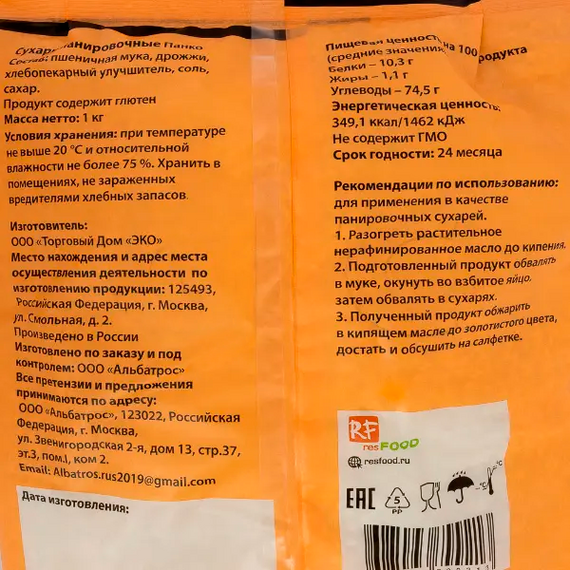 Сухари панировочные Панко
Состав: пшеничная мука, дрожжи,
хлебопекарный улучшитель, соль,
сахар.
Продукт содержит глютен
Масса нетто: 1 кг
Условия хранения: при температуре
не выше 20 °С и относительной
влажности не более 75 %. Хранить в
помещениях, не зараженных
вредителями хлебных запасов.
Изготовитель:
ООО «Торговый Дом «ЭКО»
Место нахождения и адрес места
осуществления деятельности по
изготовлению продукции: 125493,
Российская Федерация, г. Москва,
ул. Смольная, д. 2.
Произведено в России
Изготовлено по заказу и под
контролем: ООО «Альбатрос»
Все претензии и предложения
принимаются по адресу:
ООО «Альбатрос», 123022, Российская
Федерация, г. Москва,
ул. Звенигородская 2-я, дом 13, стр.37,
эт.3, пом.I, ком 2.
Email: Albatros.rus2019@gmail.com
Дата изготовления:
Пищевая ценность на 100
(средние значения) продукта
Белки – 10,3 г
Жиры – 1,1 г
Углеводы – 74,5 г
Энергетическая ценность:
349,1 ккал/1462 кДж
Не содержит ГМО
Срок годности: 24 месяца
Рекомендации по использованию:
для применения в качестве
панировочных сухарей.
1. Разогреть растительное
нерафинированное масло до кипения.
2. Подготовленный продукт обвалять
в муке, окунуть во взбитое яйцо,
затем обвалять в сухарях.
3. Полученный продукт обжарить
в кипящем масле до золотистого цвета,
достать и обсушить на салфетке.
RF
resFOOD
resfood.ru
EAC
5
PP